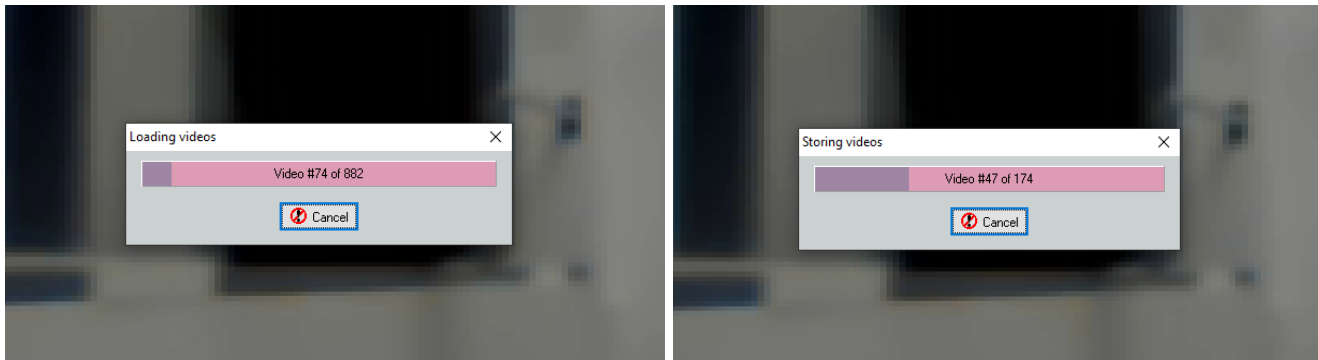 Loading videos
Video #74 of 882
Cancel
Storing videos
Video #47 of 174
Cancel